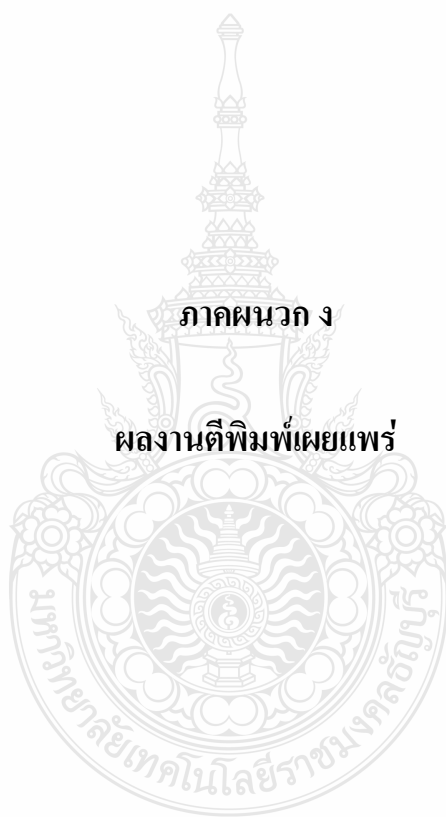 ภาคผนวก ง
ผลงานตีพิมพ์เผยแพร่
มหาวิทยาลัยเทคโนโลยีราชมงคลธัญบุรี